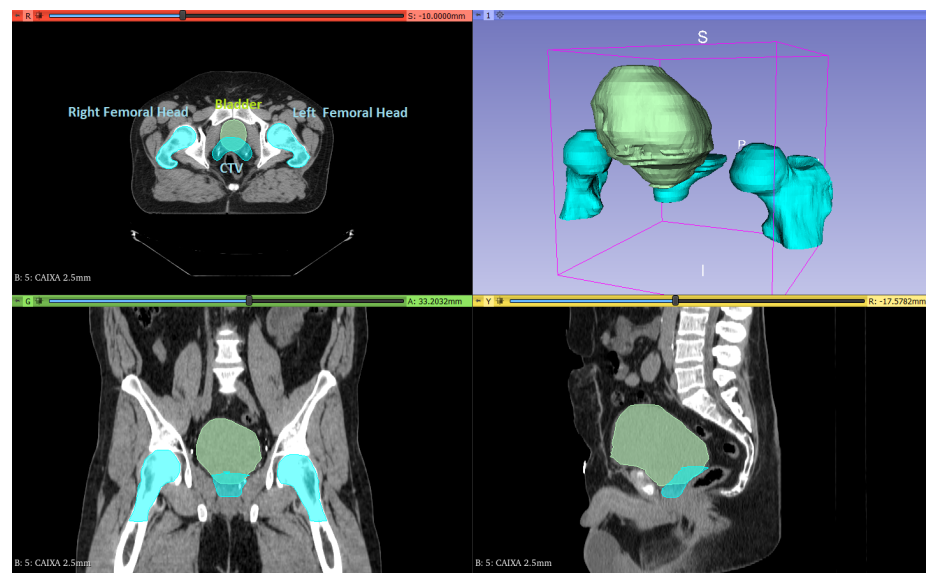 R S: -10.0000mm
1
Right Femoral Head Bladder Left Femoral Head
CTV
B: 5: CAIXA 2.5mm
S
P
I
G A: 33.2032mm
Y R: -17.5782mm
B: 5: CAIXA 2.5mm
B: 5: CAIXA 2.5mm